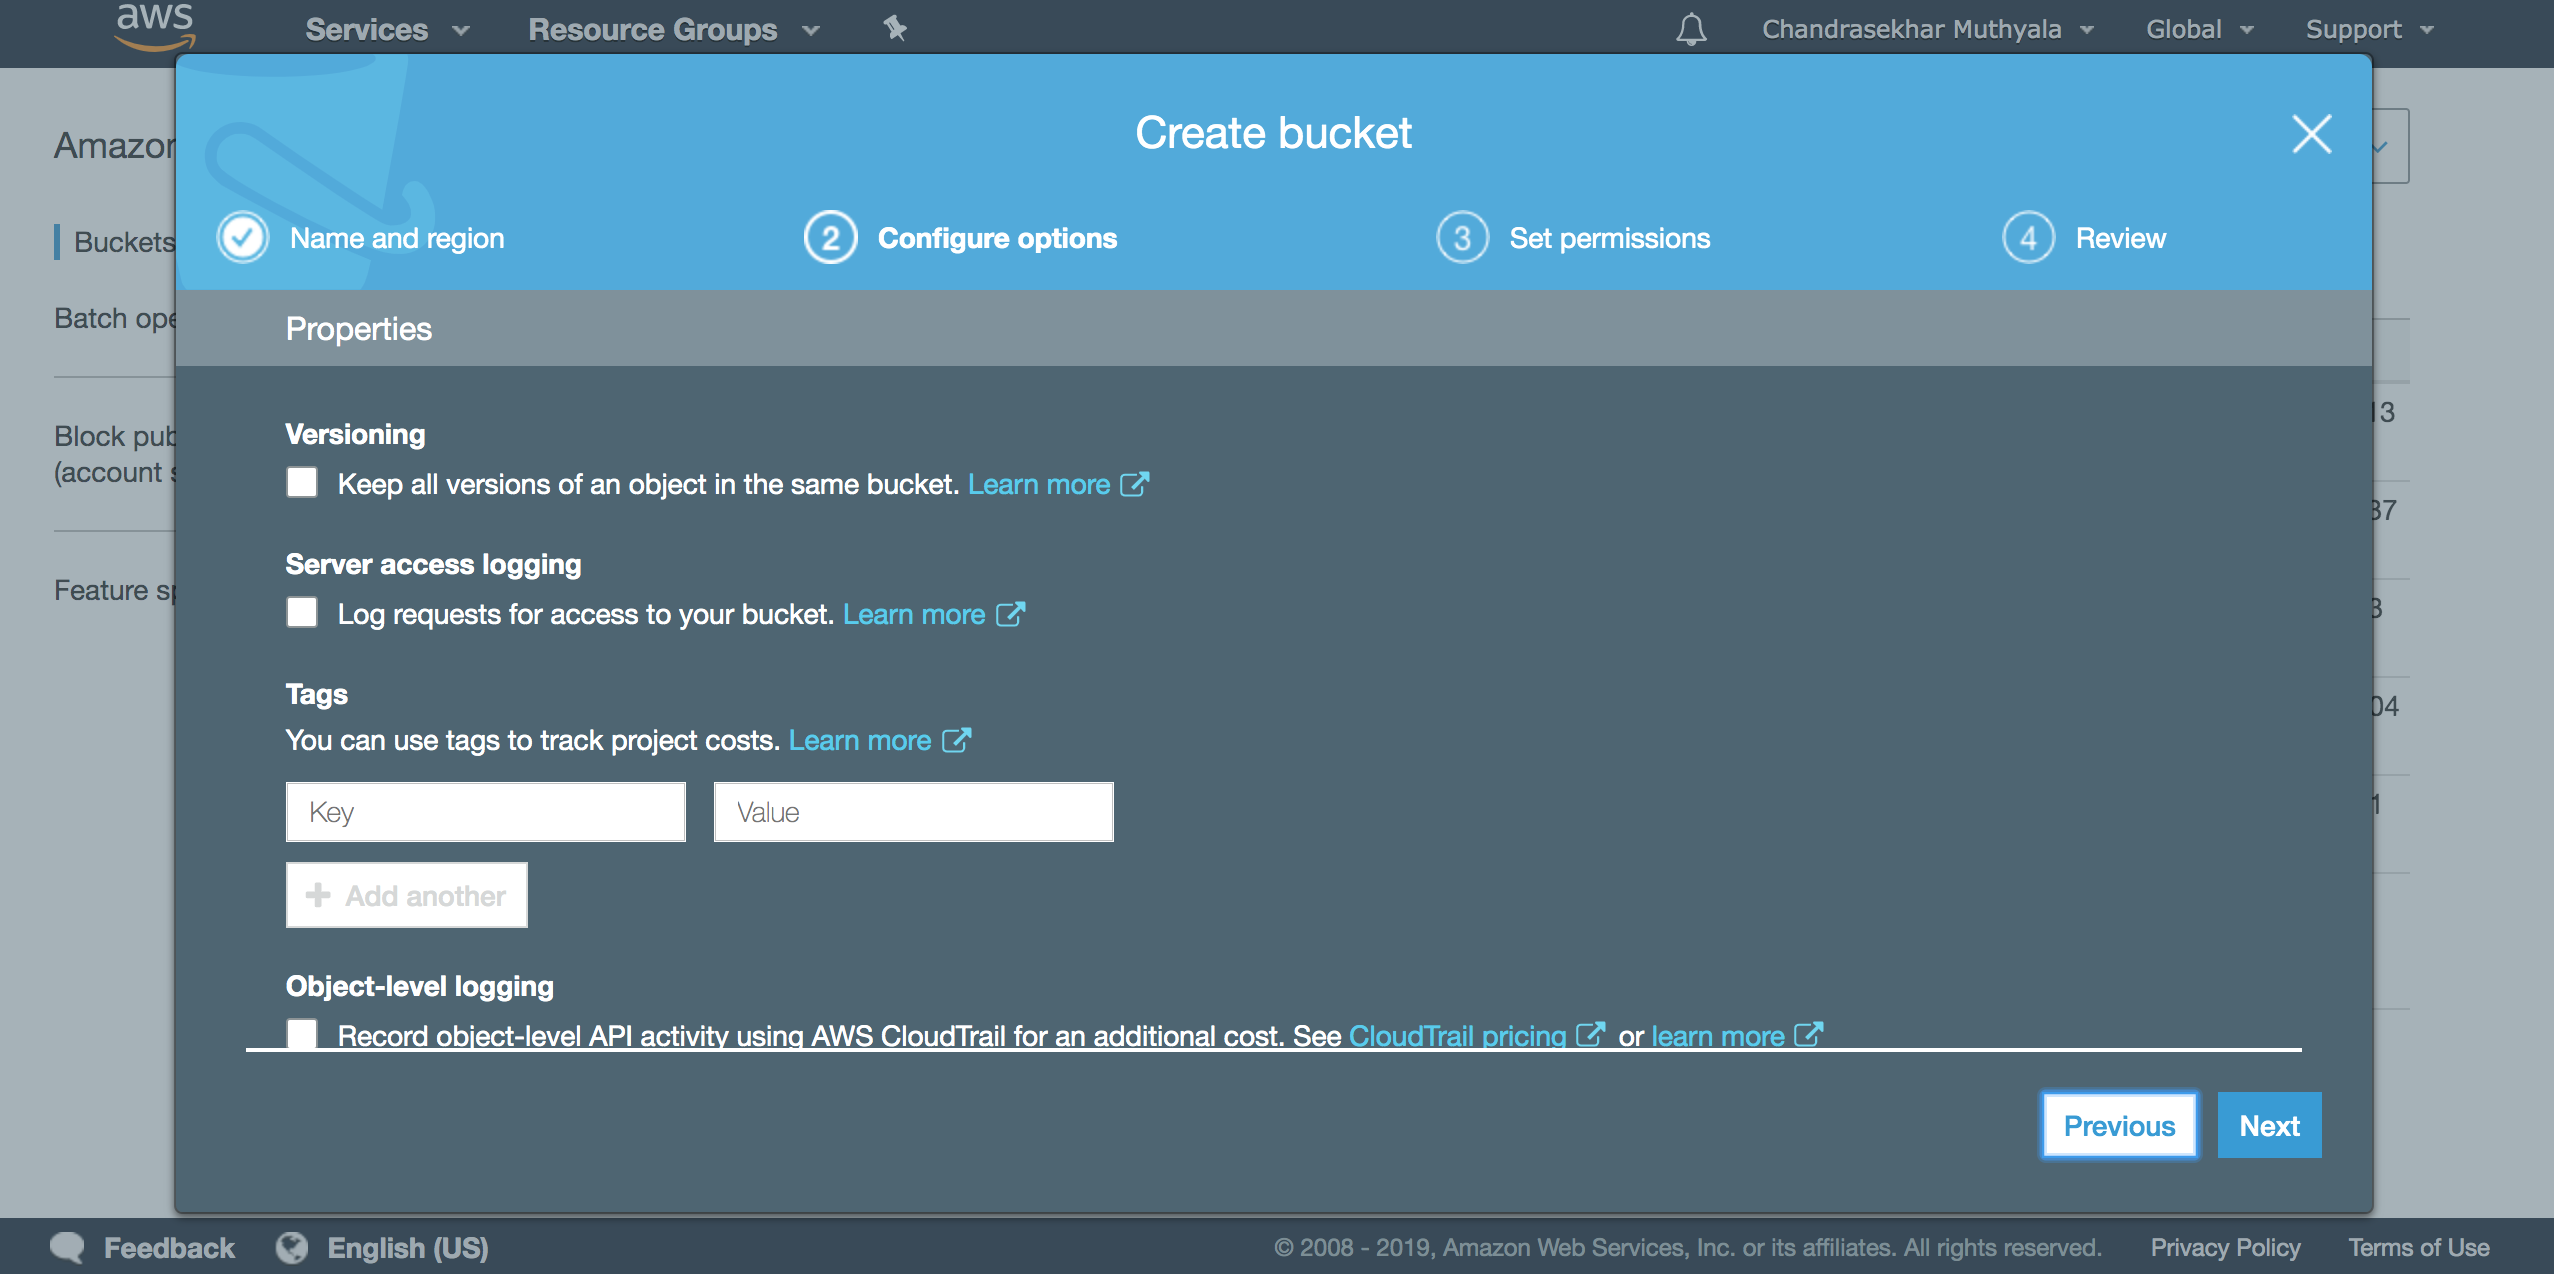 aws
Services Resource Groups Chandrasekhar Muthyala Global Support
Create bucket
Name and region 2 Configure options 3 Set permissions 4 Review
Buckets
Properties
Batch
Versioning
Block
Keep all versions of an object in the same bucket. Learn more
(account
Server access logging
Feature
Log requests for access to your bucket. Learn more
Tags
You can use tags to track project costs. Learn more
Key Value
Add another
Object-level logging
Record object-level API activity using AWS CloudTrail for an additional cost. See CloudTrail pricing or learn more
Previous Next
Feedback English (US) © 2008 - 2019, Amazon Web Services, Inc. or its affiliates. All rights reserved. Privacy Policy Terms of Use